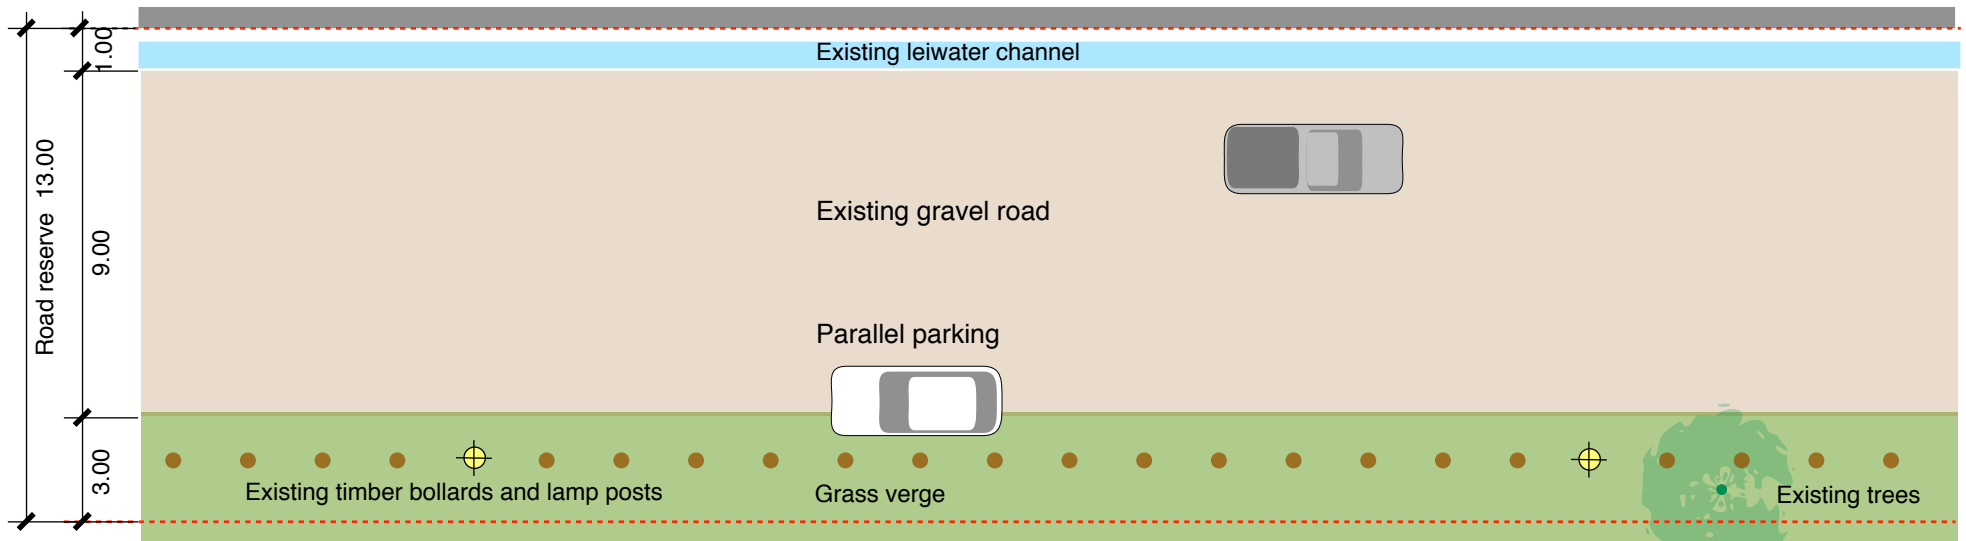 1.00
Existing leiwater channel
Road reserve 13.00
9.00
Existing gravel road
Parallel parking
3.00
Existing timber bollards and lamp posts
Grass verge
Existing trees